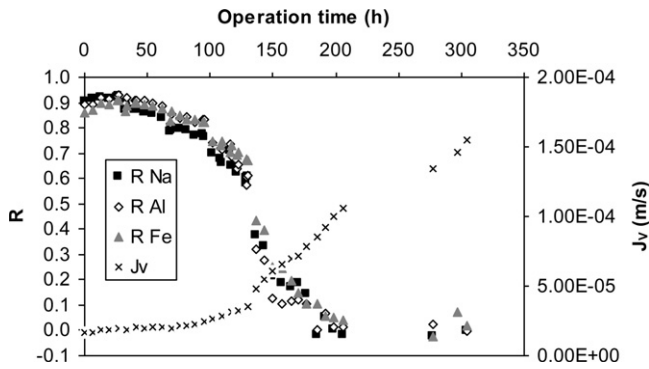 Operation time (h)
0 50 100 150 200 250 300 350
1.0 2.00E-04
0.9
0.8
0.7 1.50E-04
0.6
0.5 1.00E-04
0.4
0.3
0.2 5.00E-05
0.1
0.0
-0.1 0.00E+00
R
Jv (m/s)
R Na
R Al
R Fe
Jv